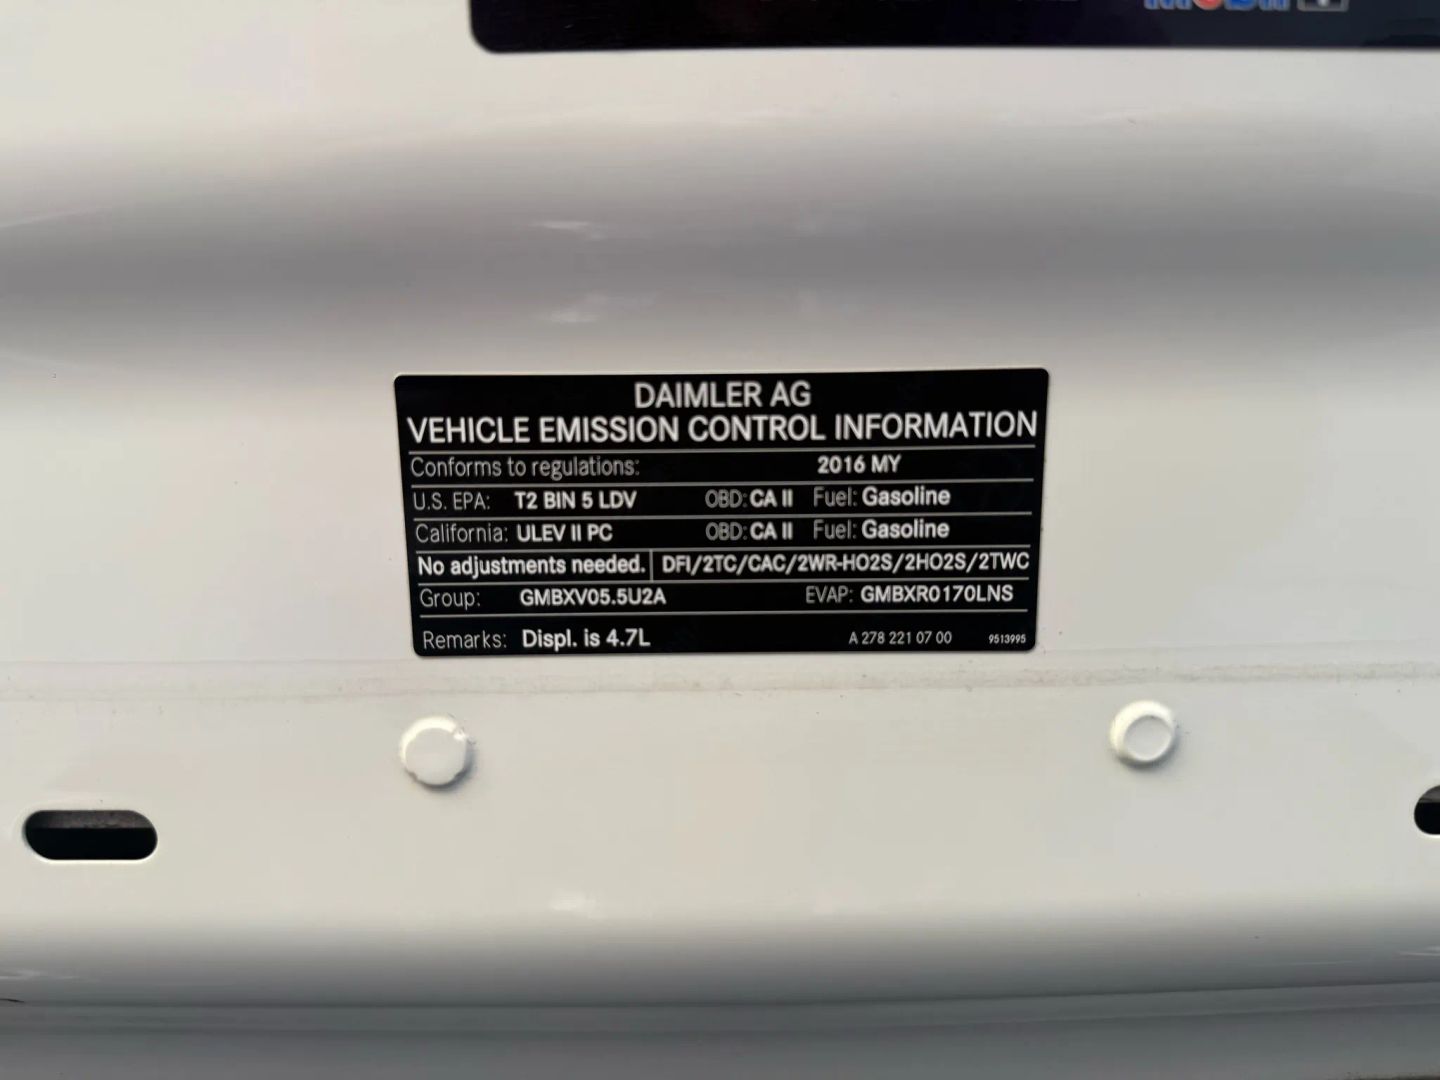 Mobil 1
DAIMLER AG
VEHICLE EMISSION CONTROL INFORMATION
Conforms to regulations: 2016 MY
U.S. EPA: T2 BIN 5 LDV OBD: CA II Fuel: Gasoline
California: ULEV II PC OBD: CA II Fuel: Gasoline
No adjustments needed. DFI/2TC/CAC/2WR-HO2S/2HO2S/2TWC
Group: GMBXV05.5U2A EVAP: GMBXR0170LNS
Remarks: Displ. is 4.7L A 278 221 07 00 9513995